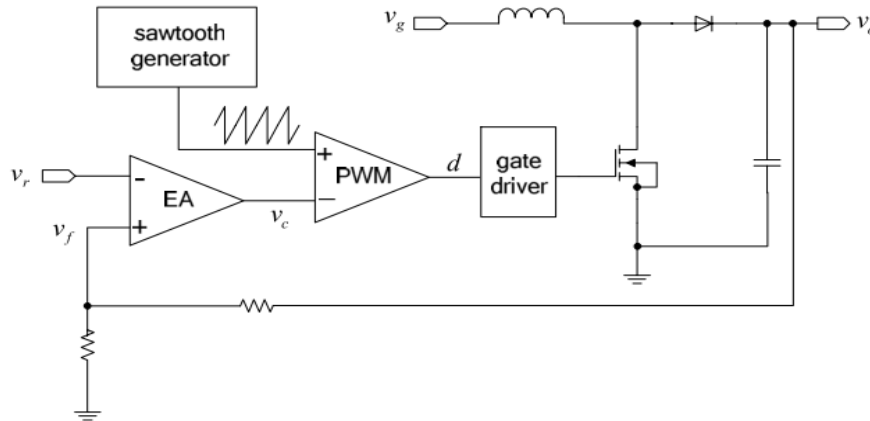 sawtooth
generator
v_g
v_r
- EA
+
v_f
v_c
+ PWM
−
d
gate
driver